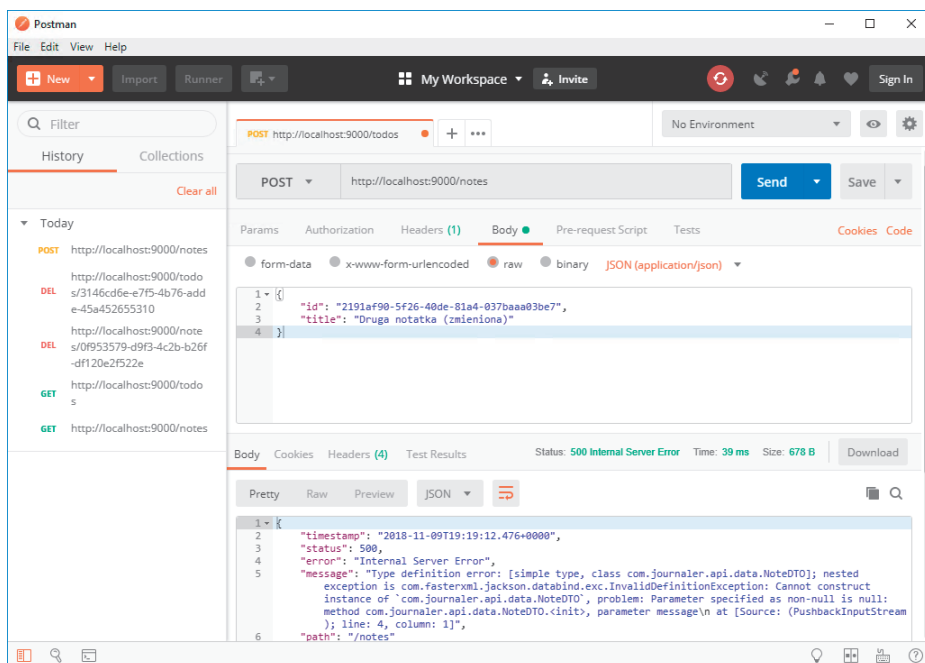 Postman
File Edit View Help
New Import Runner My Workspace Invite Sign In
Filter
History Collections
Clear all
Today
POST http://localhost:9000/notes
DEL http://localhost:9000/todo
s/3146cd6e-e7f5-4b76-add
e-45a452655310
DEL http://localhost:9000/note
s/0f953579-d9f3-4c2b-b26f
-df120e2f522e
GET http://localhost:9000/todo
s
GET http://localhost:9000/notes
POST http://localhost:9000/todos
No Environment
POST http://localhost:9000/notes Send Save
Params Authorization Headers (1) Body Pre-request Script Tests Cookies Code
form-data x-www-form-urlencoded raw binary JSON (application/json)
1 {
2 "id": "2191af90-5f26-40de-81a4-037baaa03be7",
3 "title": "Druga notatka (zmieniona)"
4 }
Body Cookies Headers (4) Test Results Status: 500 Internal Server Error Time: 39 ms Size: 678 B Download
Pretty Raw Preview JSON
1 {
2 "timestamp": "2018-11-09T19:19:12.476+0000",
3 "status": 500,
4 "error": "Internal Server Error",
5 "message": "Type definition error: [simple type, class com.journaler.api.data.NoteDTO]; nested
exception is com.fasterxml.jackson.databind.exc.InvalidDefinitionException: Cannot construct
instance of `com.journaler.api.data.NoteDTO`, problem: Parameter specified as non-null is null:
method com.journaler.api.data.NoteDTO.<init>, parameter message\n at [Source: (PushbackInputStream
); line: 4, column: 1]",
6 "path": "/notes"